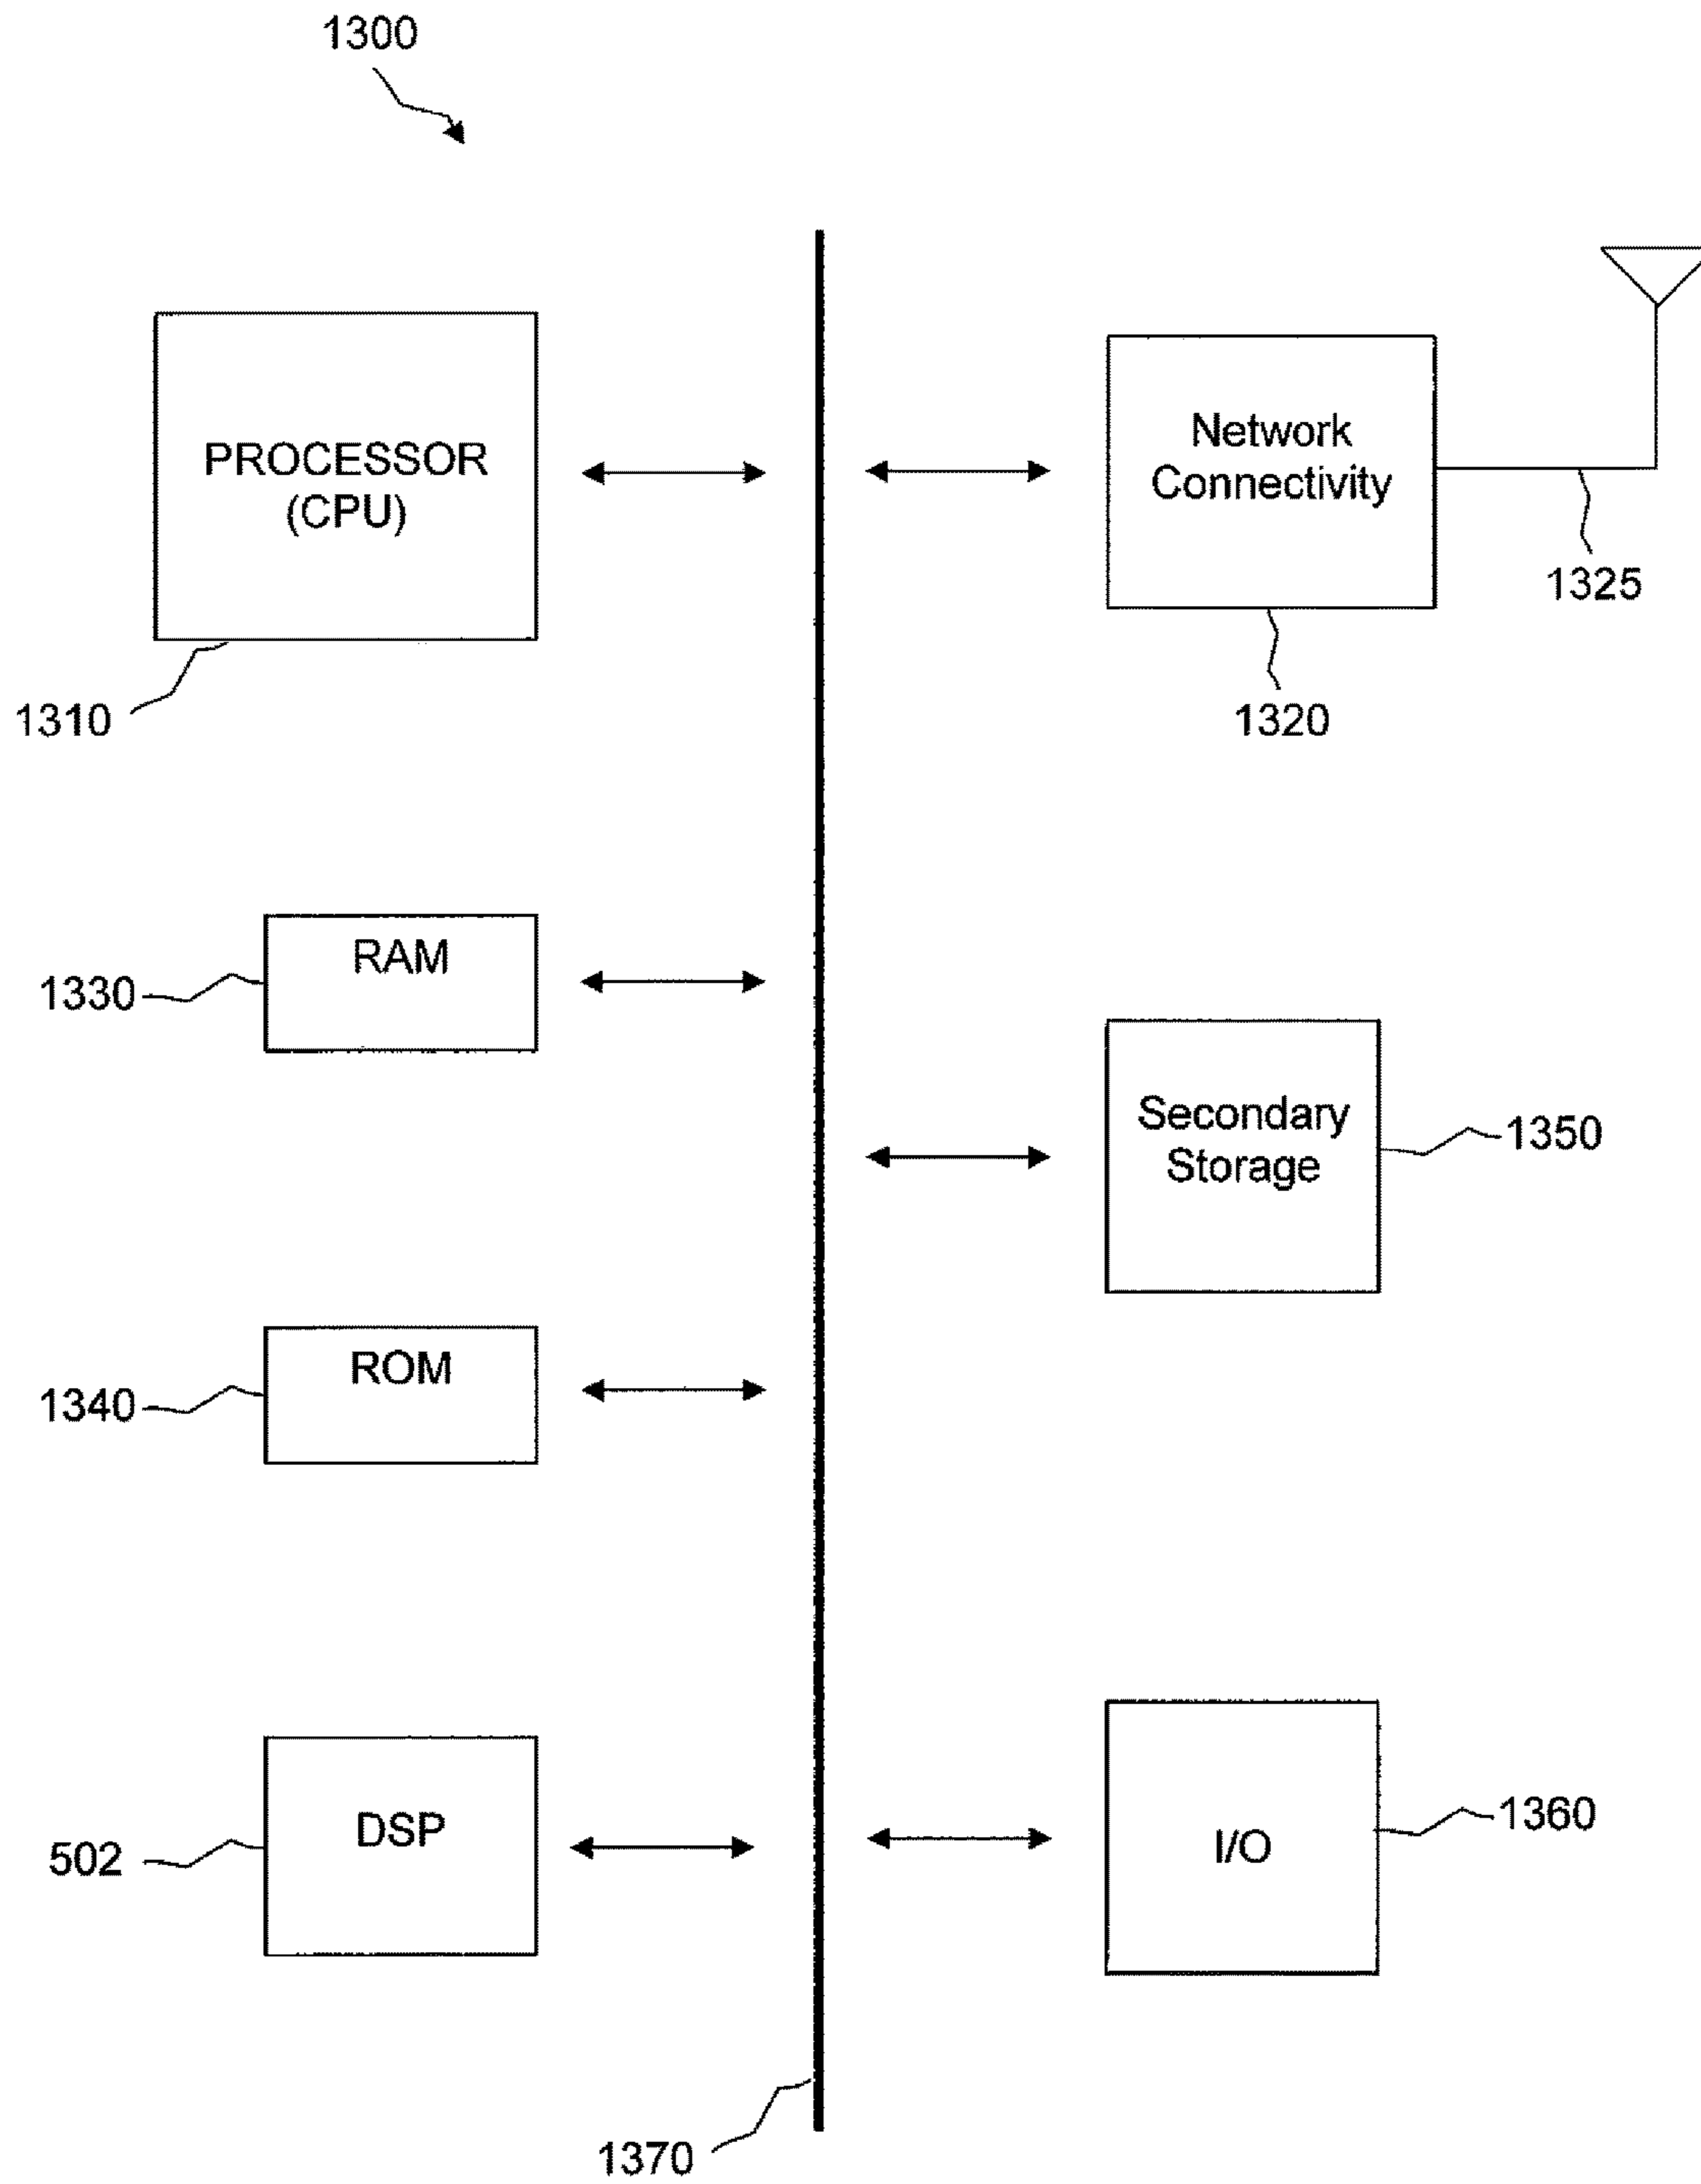 1300
PROCESSOR
(CPU)
1310
Network
Connectivity
1325
1320
RAM
1330
Secondary
Storage
1350
ROM
1340
DSP
502
I/O
1360
1370